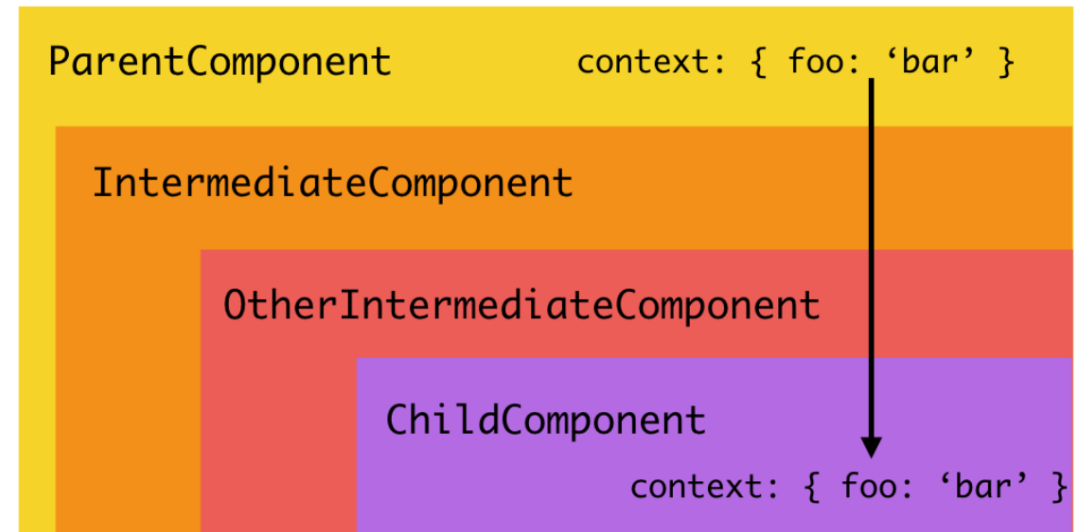 ParentComponent context: { foo: ‘bar’ }
IntermediateComponent
OtherIntermediateComponent
ChildComponent
context: { foo: ‘bar’ }